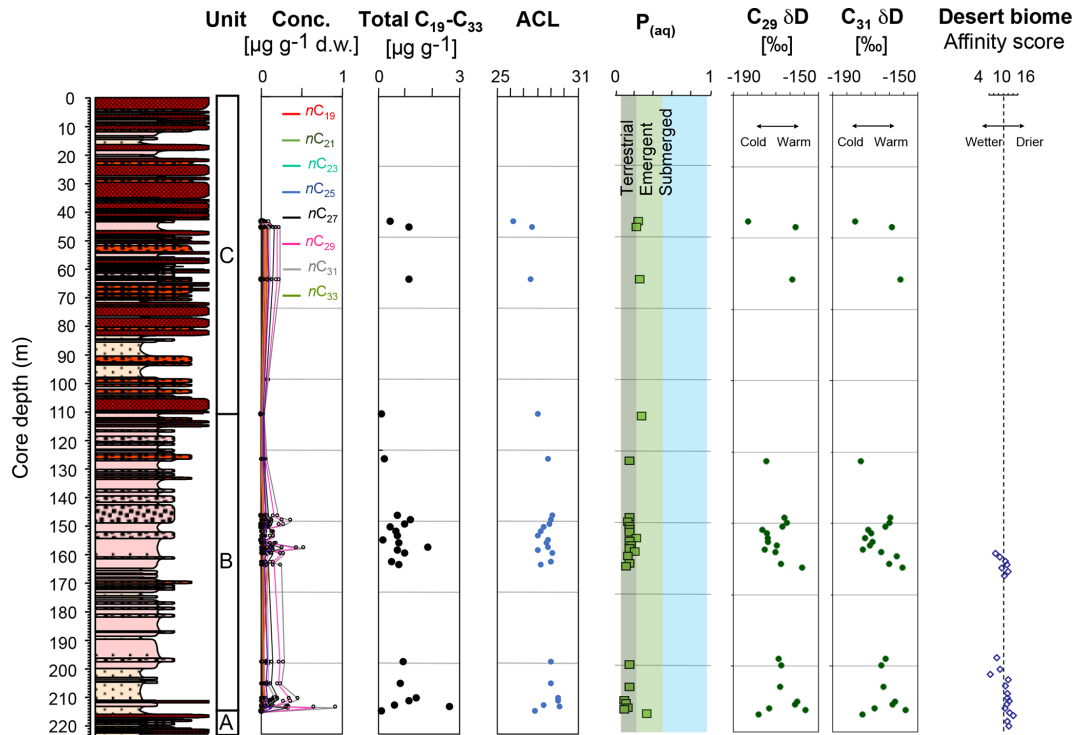 Unit Conc. Total C₁₉-C₃₃ ACL P₍aq₎ C₂₉ δD C₃₁ δD Desert biome
[µg g-1 d.w.] [µg g-1] [‰] [‰] Affinity score
0 1 0 3 25 31 0 1 -190 -150 -190 -150 4 10 16
Core depth (m)
0
10
20
30
40
50
60
70
80
90
100
110
120
130
140
150
160
170
180
190
200
210
220
C
B
A
nC₁₉
nC₂₁
nC₂₃
nC₂₅
nC₂₇
nC₂₉
nC₃₁
nC₃₃
Terrestrial
Emergent
Submerged
Cold Warm
Cold Warm
Wetter Drier